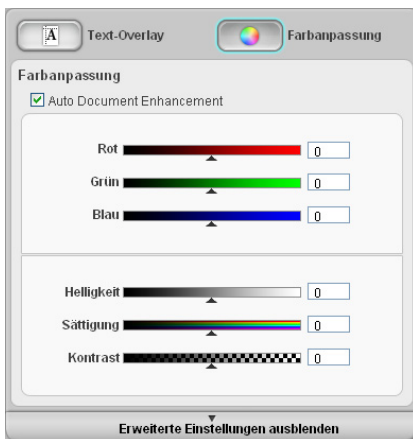 A Text-Overlay Farbanpassung
Farbanpassung
Auto Document Enhancement
Rot 0
Grün 0
Blau 0
Helligkeit 0
Sättigung 0
Kontrast 0
Erweiterte Einstellungen ausblenden